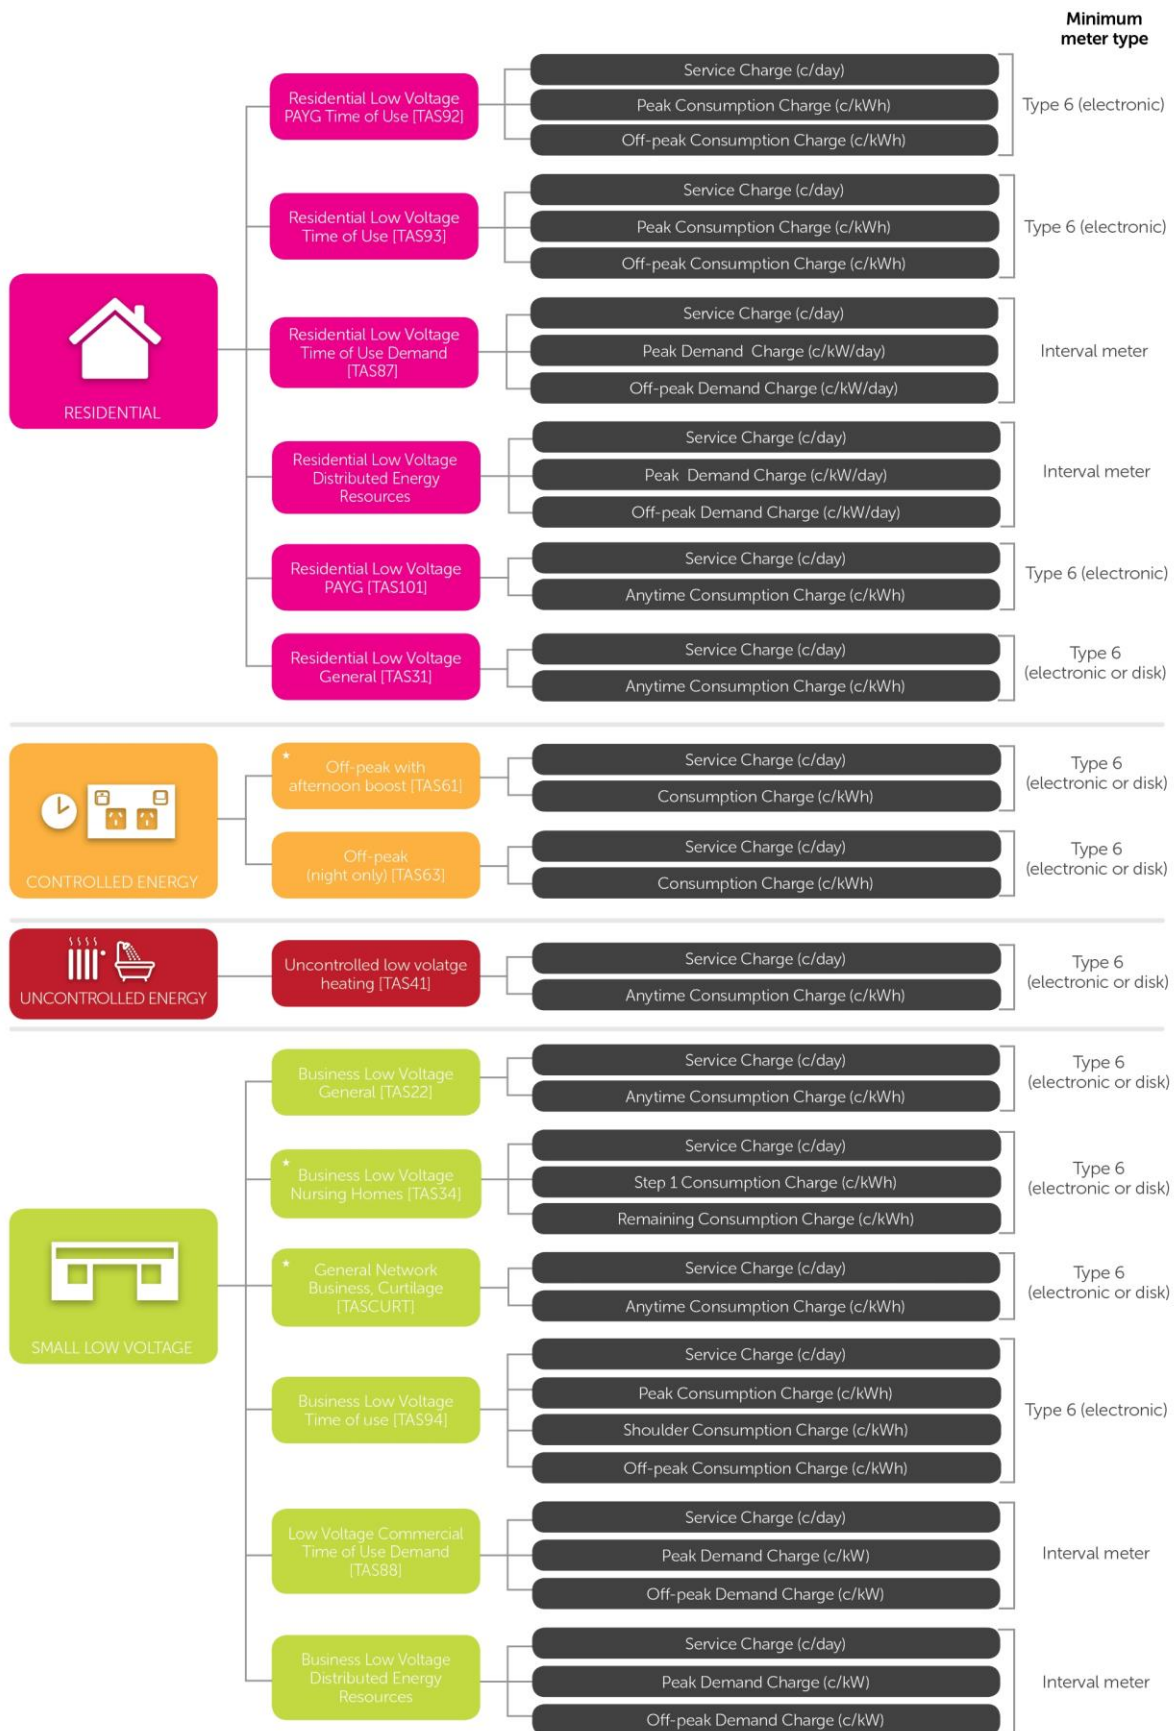 Minimum
meter type
Residential Low Voltage
PAYG Time of Use [TAS92]
Service Charge (c/day)
Peak Consumption Charge (c/kWh)
Off-peak Consumption Charge (c/kWh)
Type 6 (electronic)
Residential Low Voltage
Time of Use [TAS93]
Service Charge (c/day)
Peak Consumption Charge (c/kWh)
Off-peak Consumption Charge (c/kWh)
Type 6 (electronic)
RESIDENTIAL
Residential Low Voltage
Time of Use Demand
[TAS87]
Service Charge (c/day)
Peak Demand Charge (c/kW/day)
Off-peak Demand Charge (c/kW/day)
Interval meter
Residential Low Voltage
Distributed Energy
Resources
Service Charge (c/day)
Peak Demand Charge (c/kW/day)
Off-peak Demand Charge (c/kW/day)
Interval meter
Residential Low Voltage
PAYG [TAS101]
Service Charge (c/day)
Anytime Consumption Charge (c/kWh)
Type 6 (electronic)
Residential Low Voltage
General [TAS31]
Service Charge (c/day)
Anytime Consumption Charge (c/kWh)
Type 6
(electronic or disk)
CONTROLLED ENERGY
* Off-peak with
afternoon boost [TAS61]
Service Charge (c/day)
Consumption Charge (c/kWh)
Type 6
(electronic or disk)
Off-peak
(night only) [TAS63]
Service Charge (c/day)
Consumption Charge (c/kWh)
Type 6
(electronic or disk)
UNCONTROLLED ENERGY
Uncontrolled low volatge
heating [TAS41]
Service Charge (c/day)
Anytime Consumption Charge (c/kWh)
Type 6
(electronic or disk)
SMALL LOW VOLTAGE
Business Low Voltage
General [TAS22]
Service Charge (c/day)
Anytime Consumption Charge (c/kWh)
Type 6
(electronic or disk)
* Business Low Voltage
Nursing Homes [TAS34]
Service Charge (c/day)
Step 1 Consumption Charge (c/kWh)
Remaining Consumption Charge (c/kWh)
Type 6
(electronic or disk)
* General Network
Business, Curtilage
[TASCURT]
Service Charge (c/day)
Anytime Consumption Charge (c/kWh)
Type 6
(electronic or disk)
Business Low Voltage
Time of use [TAS94]
Service Charge (c/day)
Peak Consumption Charge (c/kWh)
Shoulder Consumption Charge (c/kWh)
Off-peak Consumption Charge (c/kWh)
Type 6 (electronic)
Low Voltage Commercial
Time of Use Demand
[TAS88]
Service Charge (c/day)
Peak Demand Charge (c/kW)
Off-peak Demand Charge (c/kW)
Interval meter
Business Low Voltage
Distributed Energy
Resources
Service Charge (c/day)
Peak Demand Charge (c/kW)
Off-peak Demand Charge (c/kW)
Interval meter